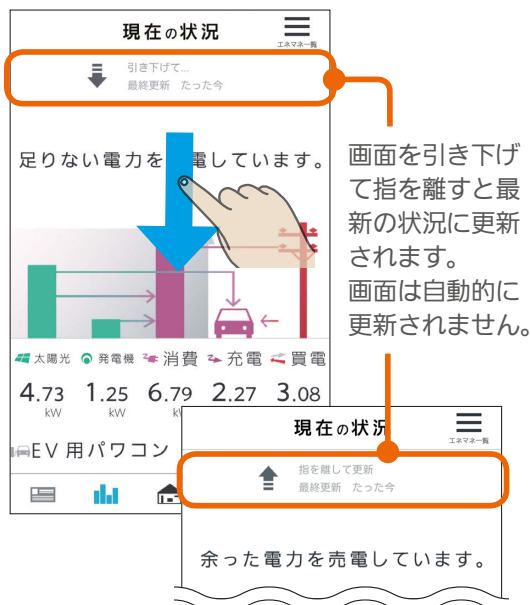 現在の状況
エネマネ一覧
引き下げて...
最終更新 たった今
足りない電力を 電しています。
画面を引き下げ
て指を離すと最
新の状況に更新
されます。
画面は自動的に
更新されません。
太陽光 発電機 消費 充電 買電
4.73 1.25 6.79 2.27 3.08
kW kW k
EV用パワコン
現在の状況
エネマネ一覧
指を離して更新
最終更新 たった今
余った電力を売電しています。